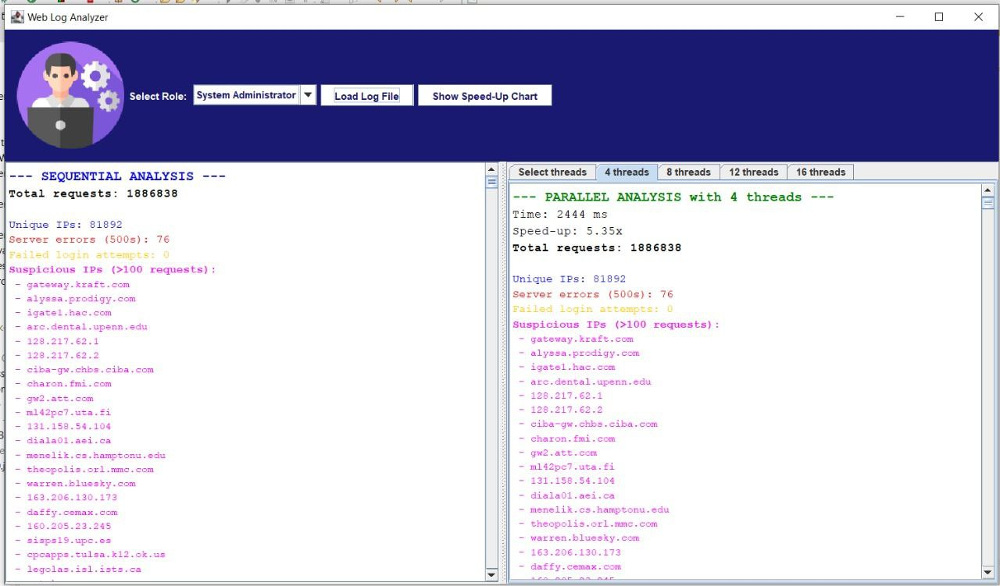 Web Log Analyzer
Select Role: System Administrator Load Log File Show Speed-Up Chart
--- SEQUENTIAL ANALYSIS ---
Total requests: 1886838
Unique IPs: 81892
Server errors (500s): 76
Failed login attempts: 0
Suspicious IPs (>100 requests):
- gateway.kraft.com
- alyssa.prodigy.com
- igate1.hac.com
- arc.dental.upenn.edu
- 128.217.62.1
- 128.217.62.2
- ciba-gw.chbs.ciba.com
- charon.fmi.com
- gw2.att.com
- ml42pc7.uta.fi
- 131.158.54.104
- diala01.aei.ca
- menelik.cs.hamptonu.edu
- theopolis.orl.mmc.com
- warren.bluesky.com
- 163.206.130.173
- daffy.cemax.com
- 160.205.23.245
- sisps19.upc.es
- cpcapps.tulsa.k12.ok.us
- legolas.isl.ists.ca
Select threads 4 threads 8 threads 12 threads 16 threads
--- PARALLEL ANALYSIS with 4 threads ---
Time: 2444 ms
Speed-up: 5.35x
Total requests: 1886838
Unique IPs: 81892
Server errors (500s): 76
Failed login attempts: 0
Suspicious IPs (>100 requests):
- gateway.kraft.com
- alyssa.prodigy.com
- igate1.hac.com
- arc.dental.upenn.edu
- 128.217.62.1
- 128.217.62.2
- ciba-gw.chbs.ciba.com
- charon.fmi.com
- gw2.att.com
- ml42pc7.uta.fi
- 131.158.54.104
- diala01.aei.ca
- menelik.cs.hamptonu.edu
- theopolis.orl.mmc.com
- warren.bluesky.com
- 163.206.130.173
- daffy.cemax.com